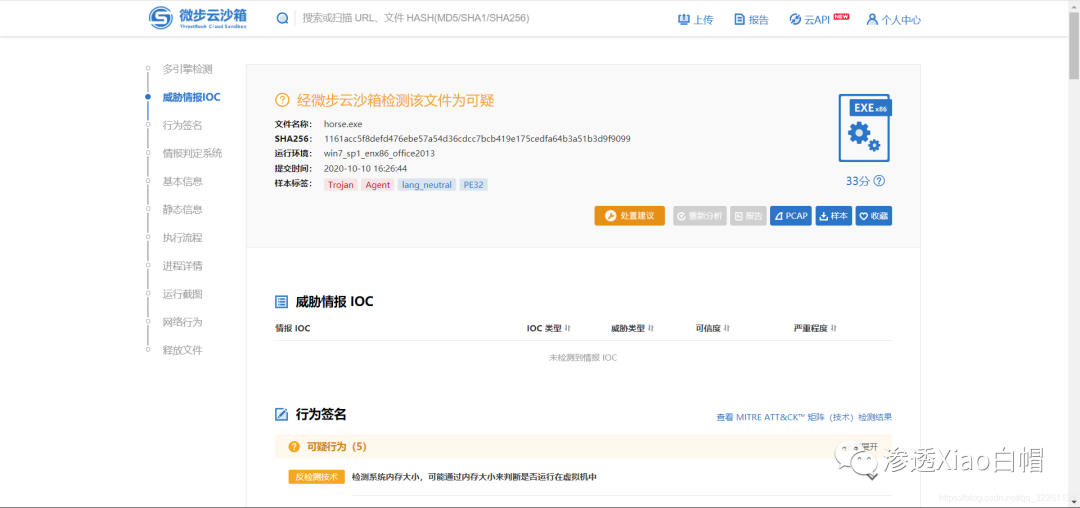 微步云沙箱
ThreatBook Cloud Sandbox
搜索或扫描 URL、文件 HASH(MD5/SHA1/SHA256)
上传
报告
云API NEW
个人中心
多引擎检测
威胁情报IOC
行为签名
情报判定系统
基本信息
静态信息
执行流程
进程详情
运行截图
网络行为
释放文件
经微步云沙箱检测该文件为可疑
文件名称： horse.exe
SHA256： 1161acc5f8defd476ebe57a54d36cdcc7bcb419e175cedfa64b3a51b3d9f9099
运行环境： win7_sp1_enx86_office2013
提交时间： 2020-10-10 16:26:44
样本标签： Trojan Agent lang_neutral PE32
EXE x86
33分
处置建议 重新分析 报告 PCAP 样本 收藏
威胁情报 IOC
情报 IOC IOC 类型 威胁类型 可信度 严重程度
未检测到情报 IOC
行为签名
查看 MITRE ATT&CK™ 矩阵（技术）检测结果
可疑行为（5）
展开
反检测技术 检测系统内存大小，可能通过内存大小来判断是否运行在虚拟机中
渗透Xiao白帽